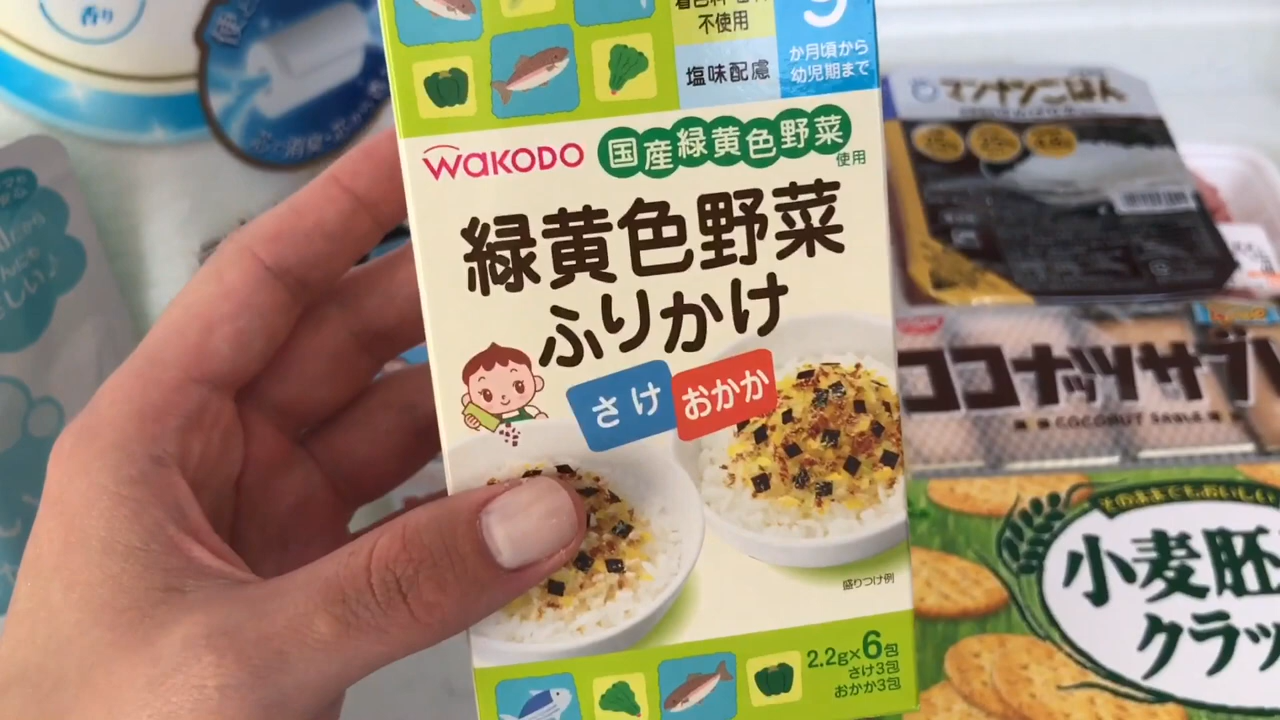 香り
不使用
塩味配慮
9
か月頃から
幼児期まで
WAKODO
国産緑黄色野菜
使用
緑黄色野菜
ふりかけ
さけ
おかか
盛りつけ例
2.2g×6包
さけ3包
おかか3包
マンナンごはん
ココナッツサブレ
COCONUT SABLE
そのままでもおいしい
小麦胚
クラッ